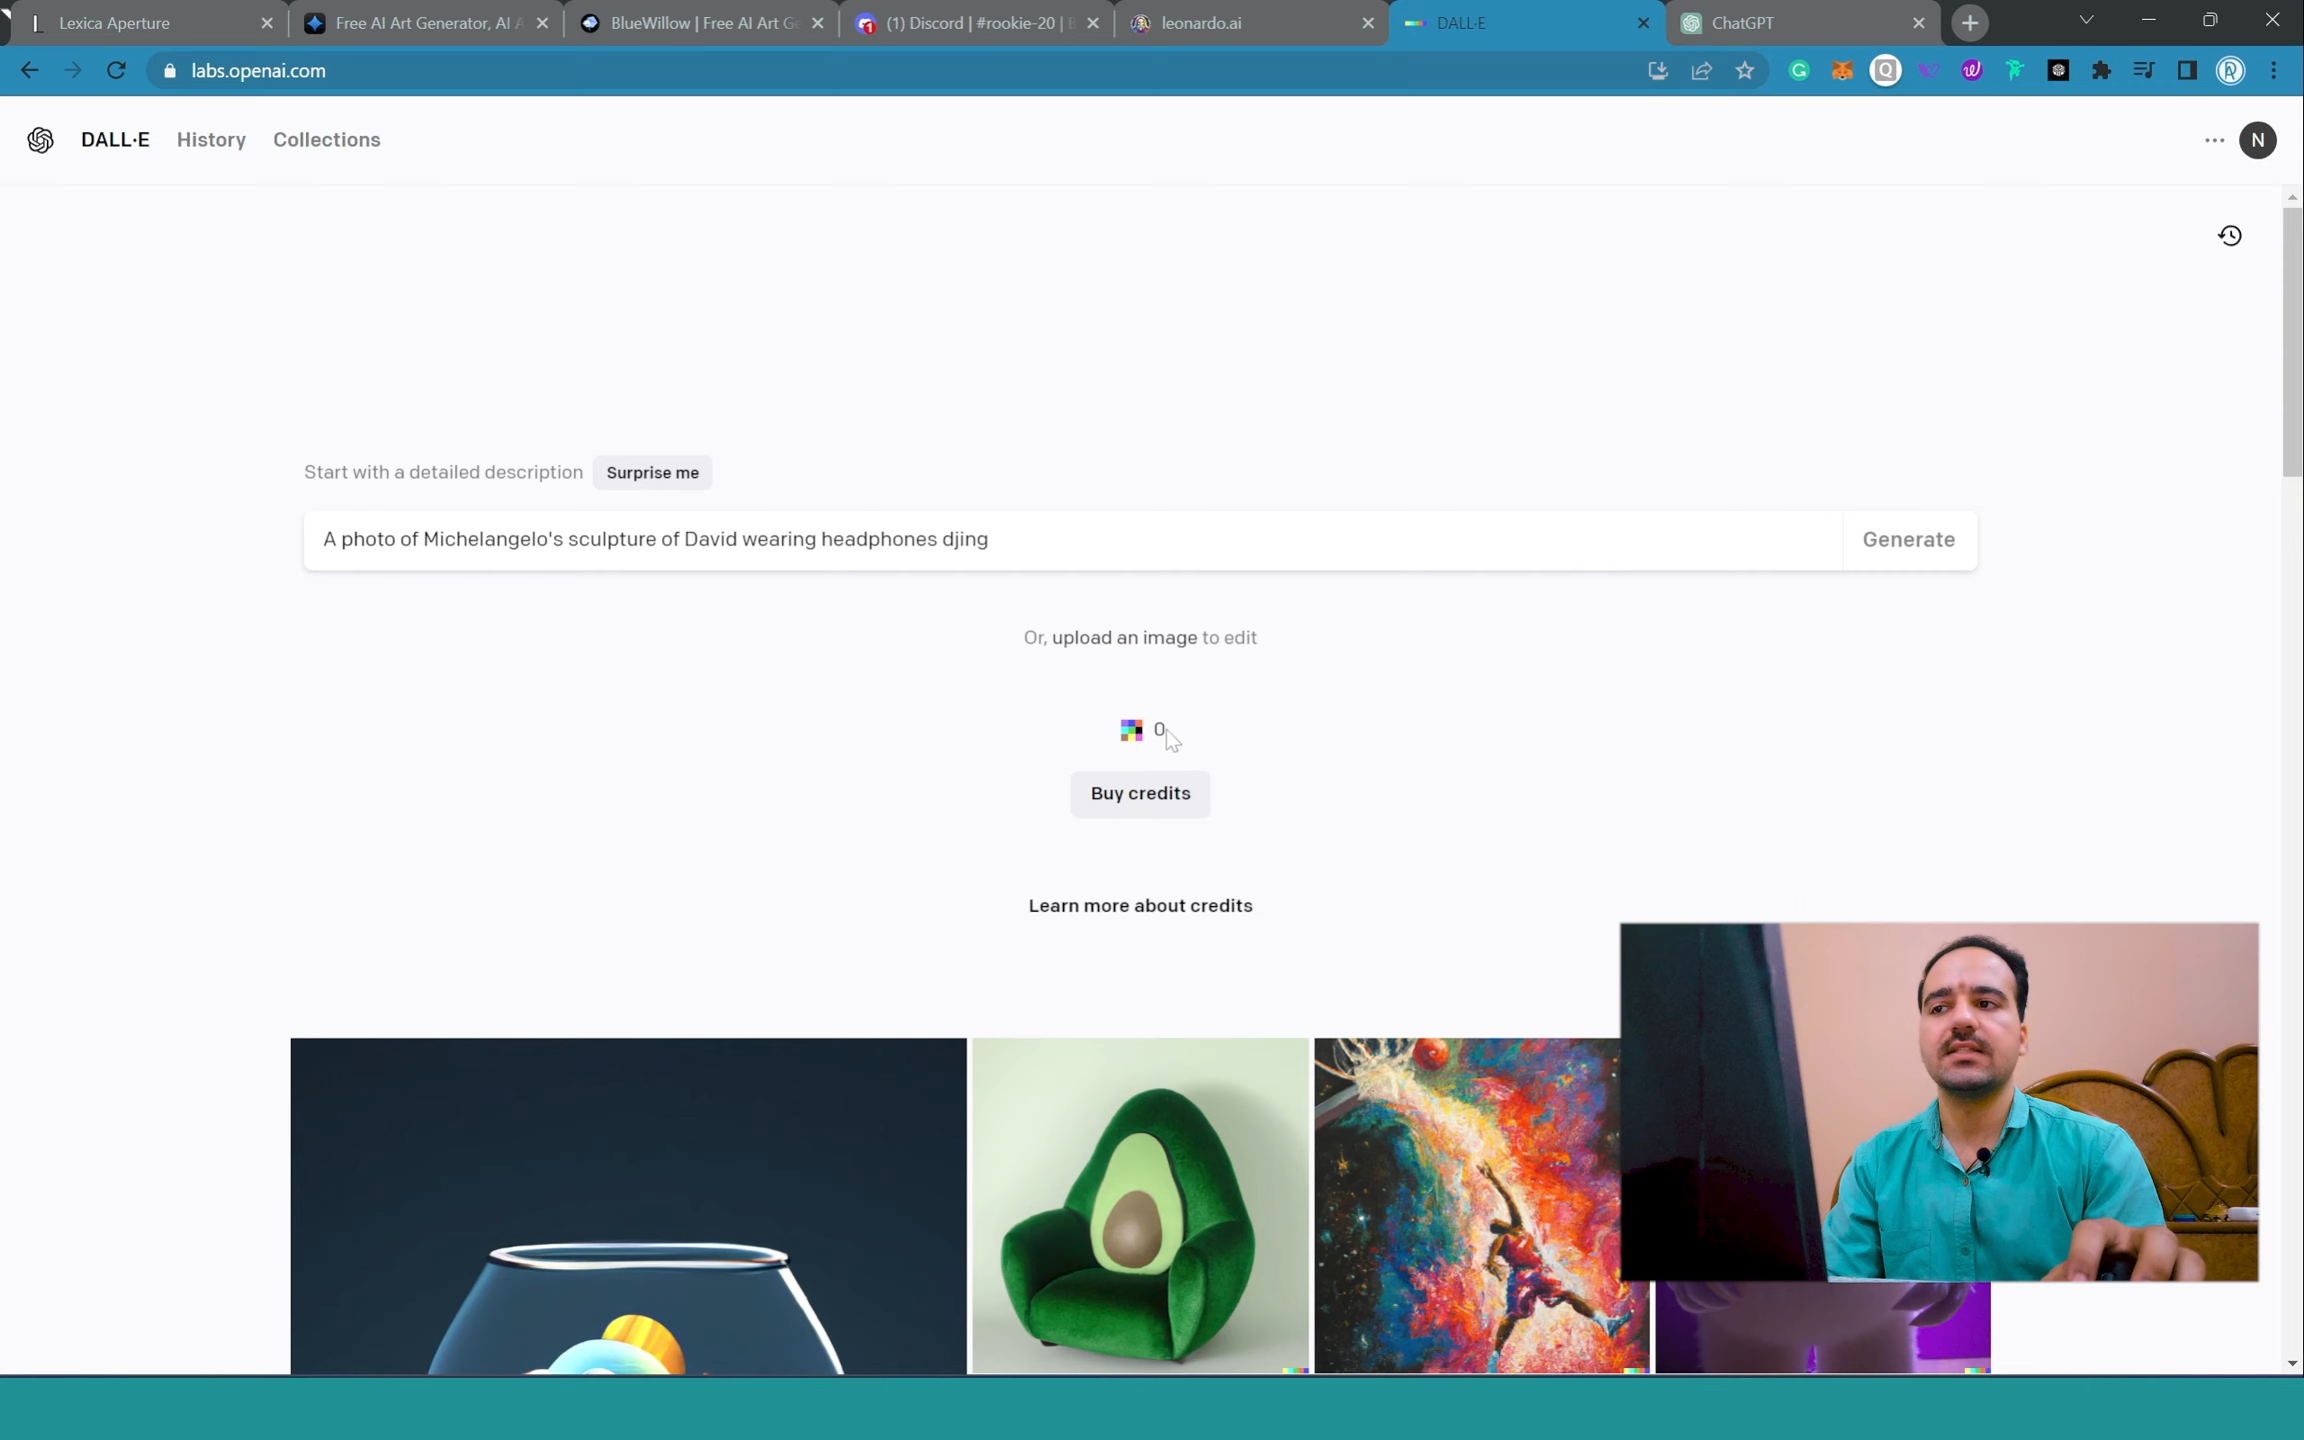 Lexica Aperture
Free AI Art Generator, AI A
BlueWillow | Free AI Art Ge
(1) Discord | #rookie-20 | B
leonardo.ai
DALL·E
ChatGPT
labs.openai.com
DALL·E
History
Collections
N
Start with a detailed description
Surprise me
A photo of Michelangelo's sculpture of David wearing headphones djing
Generate
Or, upload an image to edit
0
Buy credits
Learn more about credits